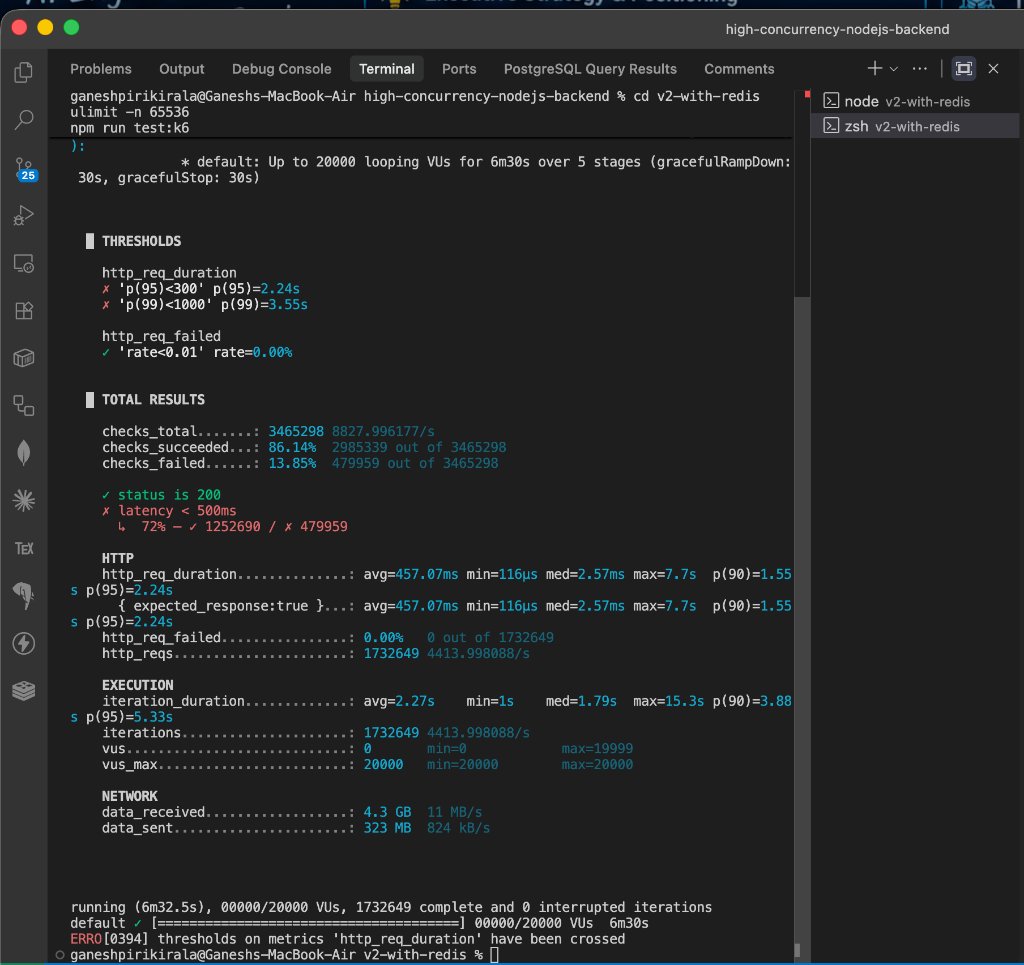 high-concurrency-nodejs-backend
Problems Output Debug Console Terminal Ports PostgreSQL Query Results Comments
ganeshpirikirala@Ganeshs-MacBook-Air high-concurrency-nodejs-backend % cd v2-with-redis
ulimit -n 65536
npm run test:k6
):
* default: Up to 20000 looping VUs for 6m30s over 5 stages (gracefulRampDown:
30s, gracefulStop: 30s)
THRESHOLDS
http_req_duration
✗ 'p(95)<300' p(95)=2.24s
✗ 'p(99)<1000' p(99)=3.55s
http_req_failed
✓ 'rate<0.01' rate=0.00%
TOTAL RESULTS
checks_total.......: 3465298 8827.996177/s
checks_succeeded...: 86.14% 2985339 out of 3465298
checks_failed......: 13.85% 479959 out of 3465298
✓ status is 200
✗ latency < 500ms
↳ 72% — ✓ 1252690 / ✗ 479959
HTTP
http_req_duration..............: avg=457.07ms min=116µs med=2.57ms max=7.7s p(90)=1.55
s p(95)=2.24s
{ expected_response:true }...: avg=457.07ms min=116µs med=2.57ms max=7.7s p(90)=1.55
s p(95)=2.24s
http_req_failed................: 0.00% 0 out of 1732649
http_reqs......................: 1732649 4413.998088/s
EXECUTION
iteration_duration.............: avg=2.27s min=1s med=1.79s max=15.3s p(90)=3.88
s p(95)=5.33s
iterations.....................: 1732649 4413.998088/s
vus............................: 0 min=0 max=19999
vus_max........................: 20000 min=20000 max=20000
NETWORK
data_received..................: 4.3 GB 11 MB/s
data_sent......................: 323 MB 824 kB/s
running (6m32.5s), 00000/20000 VUs, 1732649 complete and 0 interrupted iterations
default ✓ [======================================] 00000/20000 VUs 6m30s
ERRO[0394] thresholds on metrics 'http_req_duration' have been crossed
ganeshpirikirala@Ganeshs-MacBook-Air v2-with-redis %
node v2-with-redis
zsh v2-with-redis
25
TEX